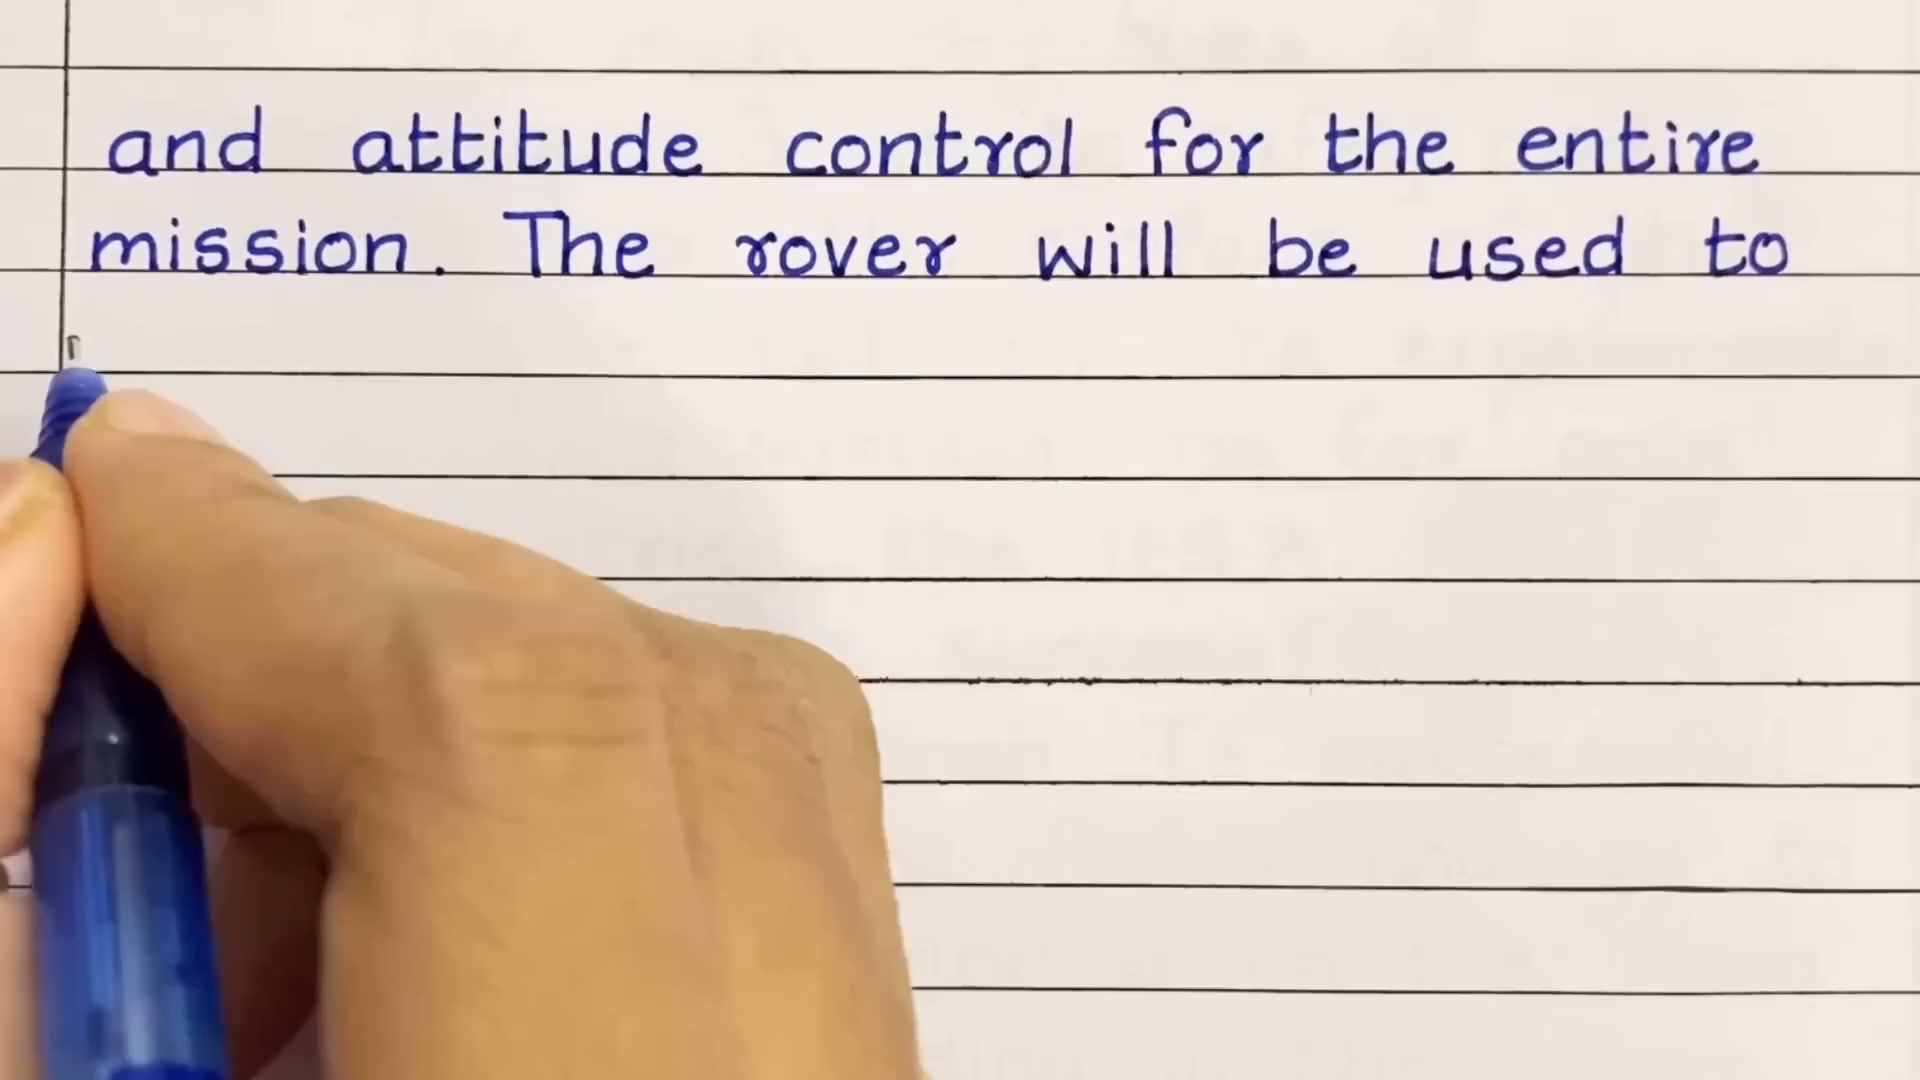 and attitude control for the entire
mission. The rover will be used to